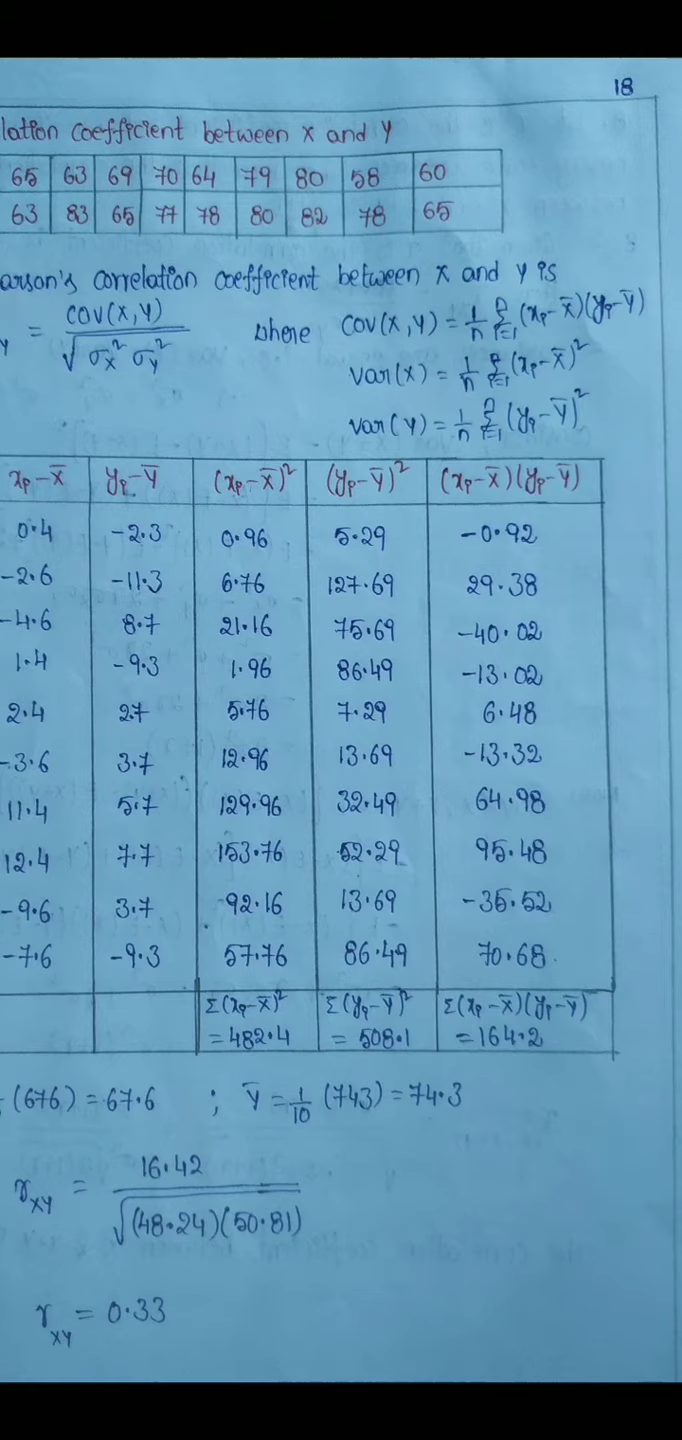 18
lation coefficient between X and Y
65 63 69 70 64 79 80 58 60
63 83 65 77 78 80 82 78 65
arson's correlation coefficient between X and Y is
Y = cov(X,Y) / √σX² σY² where cov(X,Y) = 1/n Σⁿᵢ₌₁ (xᵢ-X̄)(yᵢ-Ȳ)
var(X) = 1/n Σⁿᵢ₌₁ (xᵢ-X̄)²
var(Y) = 1/n Σⁿᵢ₌₁ (yᵢ-Ȳ)²
xᵢ-X̄ yᵢ-Ȳ (xᵢ-X̄)² (yᵢ-Ȳ)² (xᵢ-X̄)(yᵢ-Ȳ)
0.4 -2.3 0.96 5.29 -0.92
-2.6 -11.3 6.76 127.69 29.38
-4.6 8.7 21.16 75.69 -40.02
1.4 -9.3 1.96 86.49 -13.02
2.4 2.7 5.76 7.29 6.48
-3.6 3.7 12.96 13.69 -13.32
11.4 5.7 129.96 32.49 64.98
12.4 7.7 153.76 52.29 95.48
-9.6 3.7 92.16 13.69 -35.52
-7.6 -9.3 57.76 86.49 70.68
Σ(xᵢ-X̄)² Σ(yᵢ-Ȳ)² Σ(xᵢ-X̄)(yᵢ-Ȳ)
=482.4 = 508.1 =164.2
(676) = 67.6 ; Ȳ = 1/10 (743) = 74.3
rXY = 16.42 / √(48.24)(50.81)
rXY = 0.33